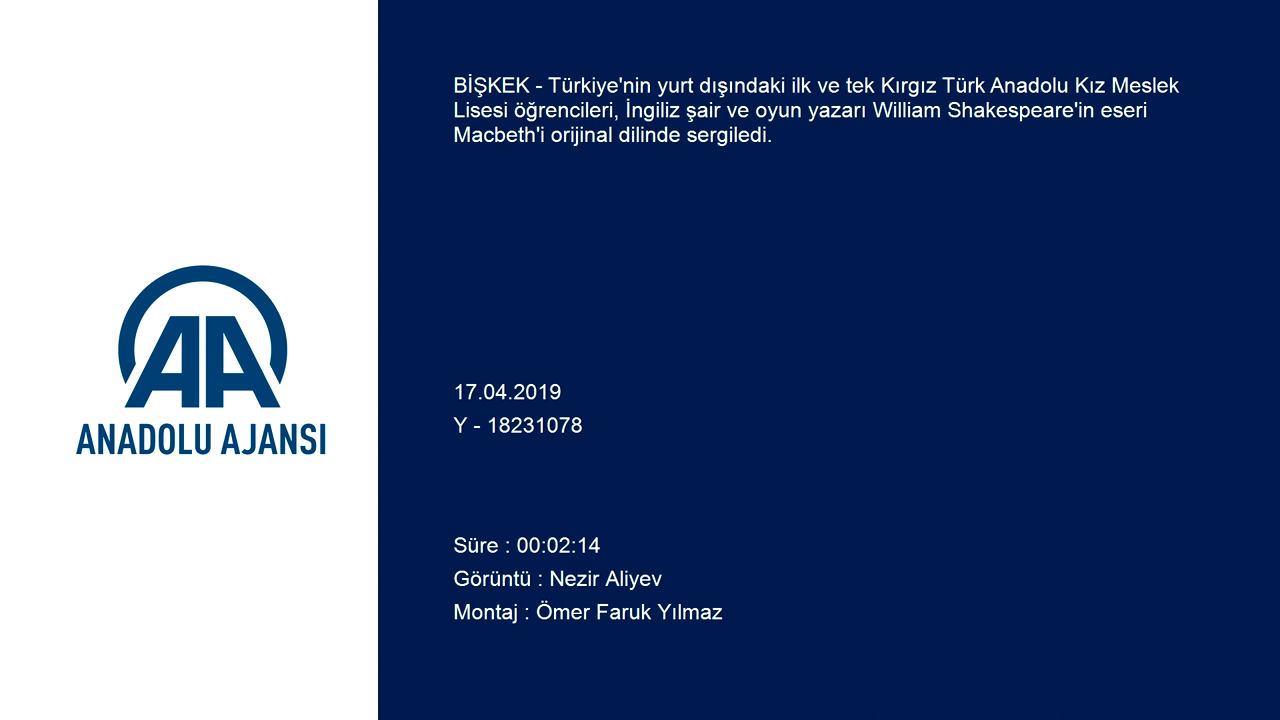 BİŞKEK - Türkiye'nin yurt dışındaki ilk ve tek Kırgız Türk Anadolu Kız Meslek
Lisesi öğrencileri, İngiliz şair ve oyun yazarı William Shakespeare'in eseri
Macbeth'i orijinal dilinde sergiledi.
AA
ANADOLU AJANSI
17.04.2019
Y - 18231078
Süre : 00:02:14
Görüntü : Nezir Aliyev
Montaj : Ömer Faruk Yılmaz